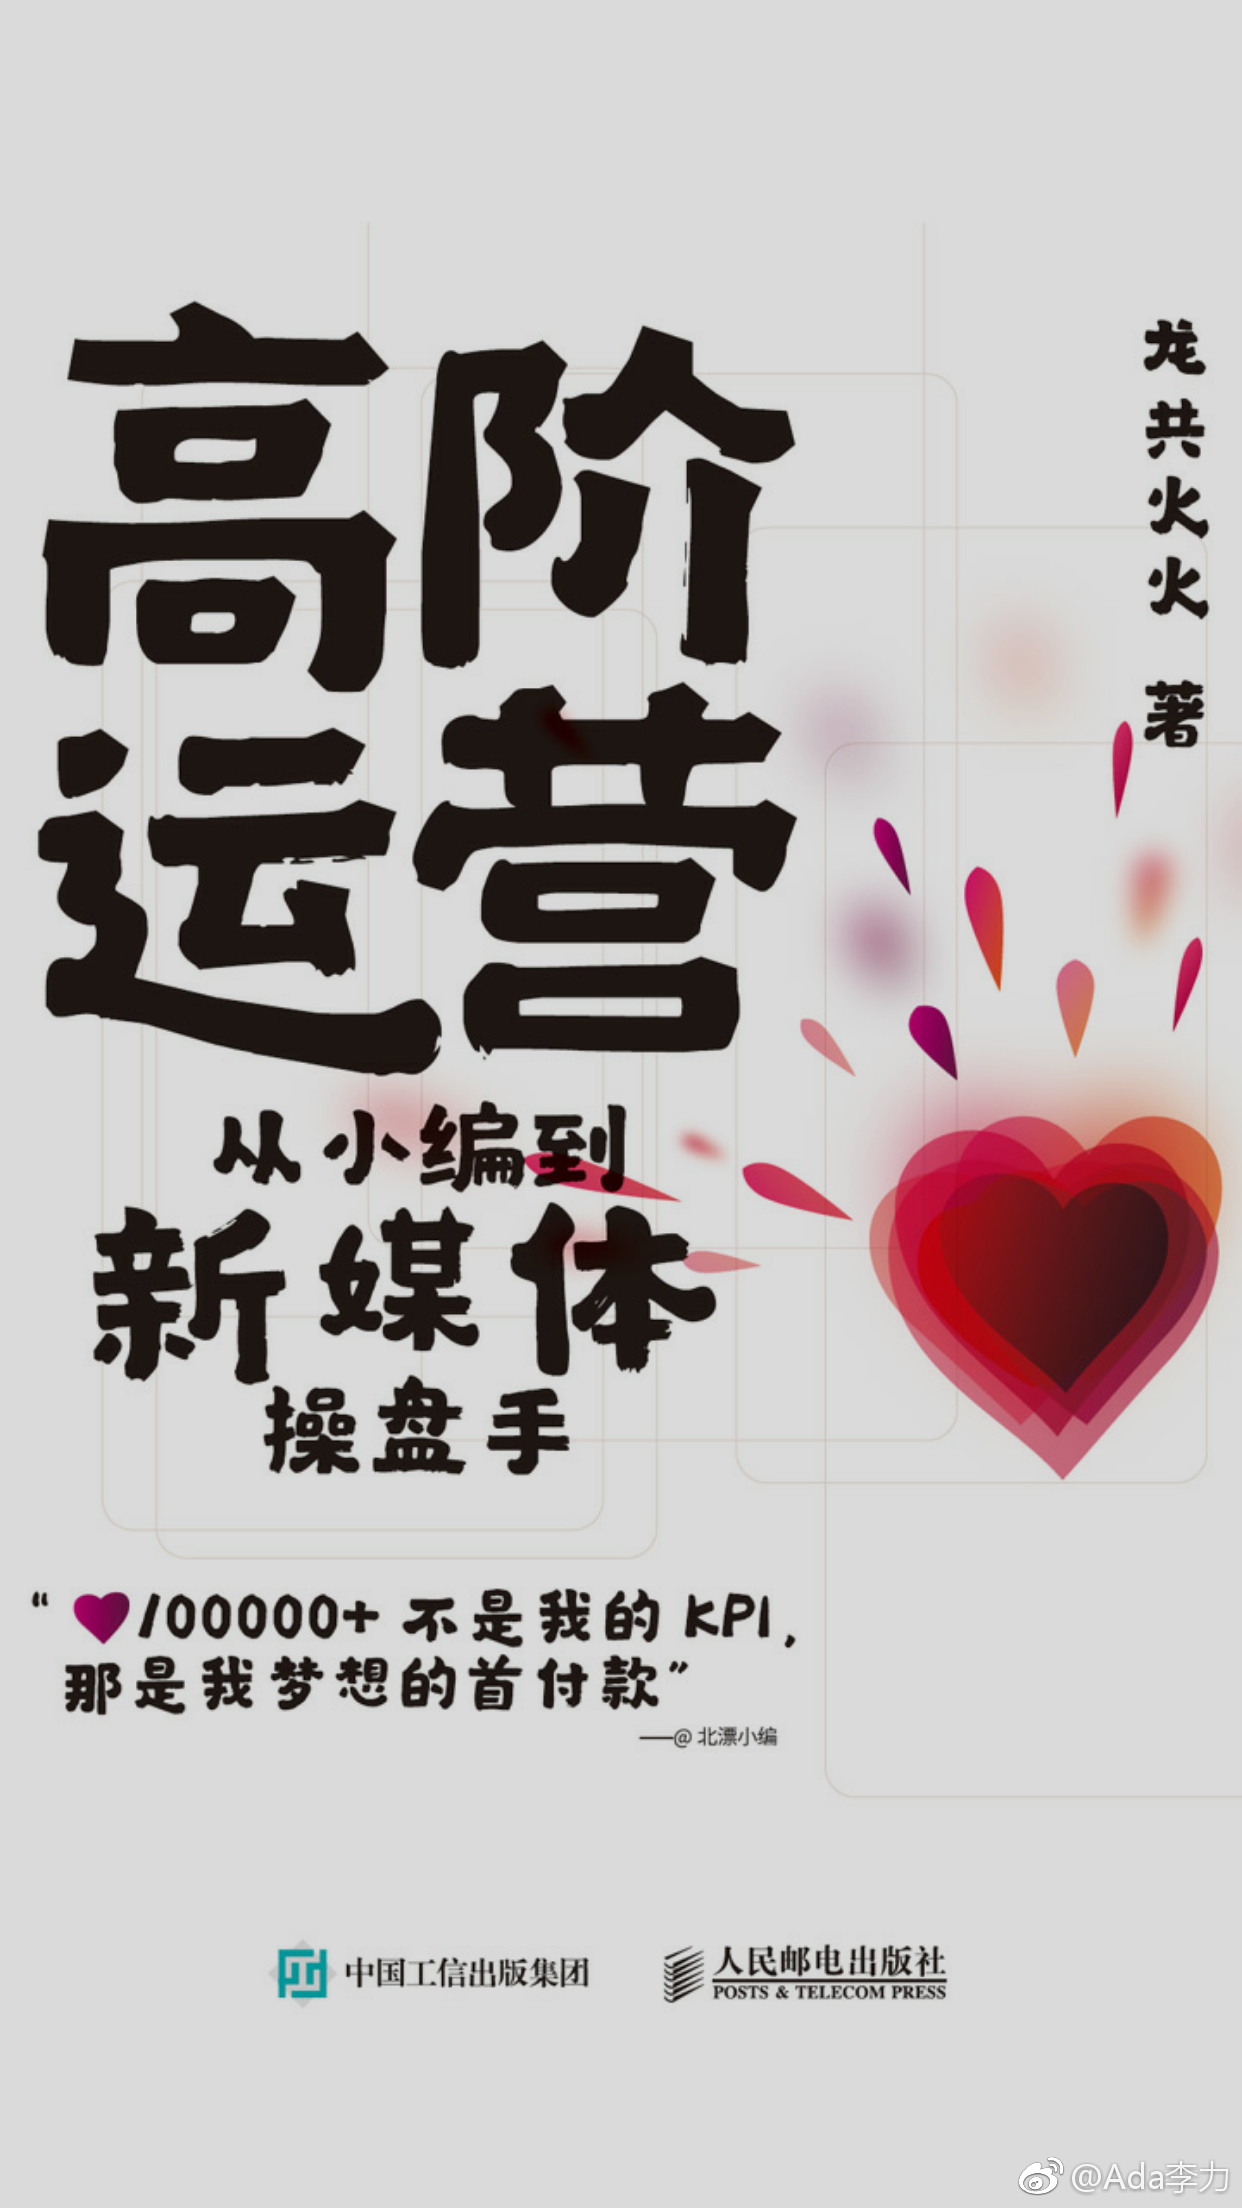 高阶
运营
从小编到
新媒体
操盘手
龙共火火 著
“ 100000+ 不是我的 KPI,
那是我梦想的首付款”
——@ 北漂小编
中国工信出版集团
人民邮电出版社
POSTS & TELECOM PRESS
@Ada李力